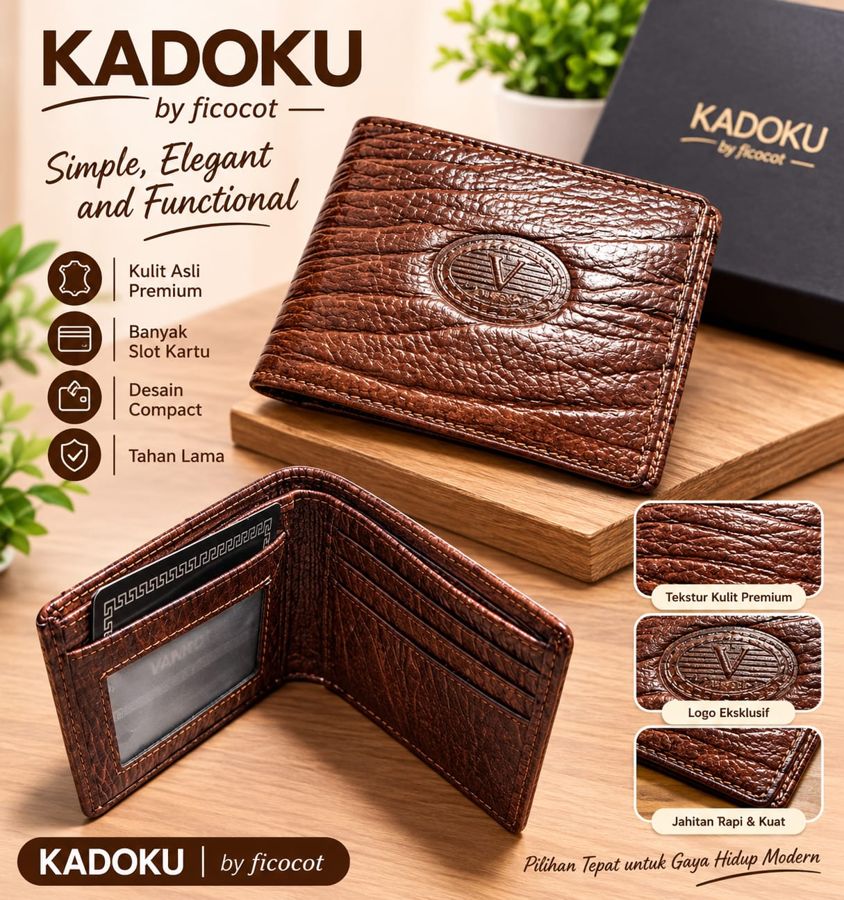 KADOKU
by ficocot
Simple, Elegant
and Functional
Kulit Asli
Premium
Banyak
Slot Kartu
Desain
Compact
Tahan Lama
KADOKU
by ficocot
V
VANKO
Tekstur Kulit Premium
V
Logo Eksklusif
Jahitan Rapi & Kuat
KADOKU | by ficocot
Pilihan Tepat untuk Gaya Hidup Modern